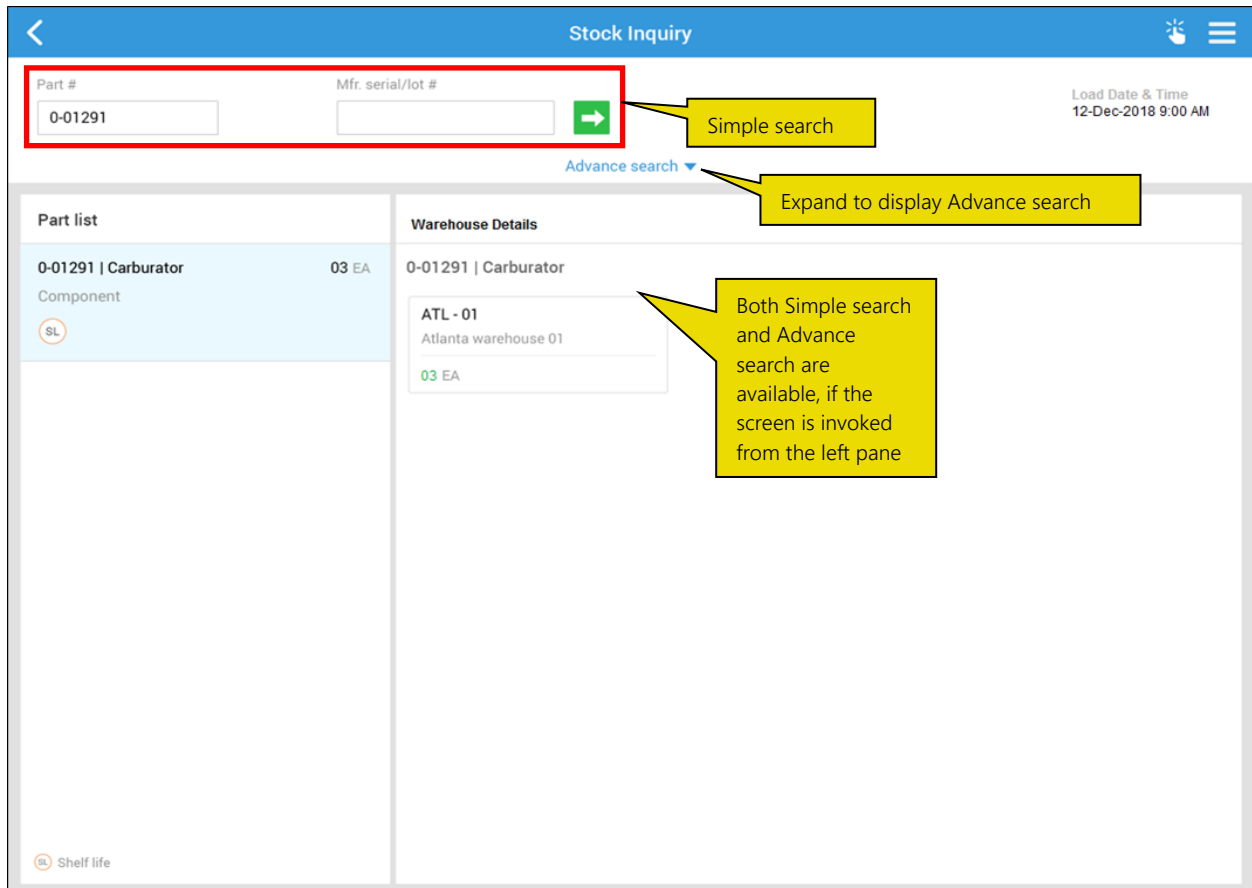 Stock Inquiry
Part #
Mfr. serial/lot #
0-01291
Load Date & Time
12-Dec-2018 9:00 AM
Simple search
Advance search
Expand to display Advance search
Part list
Warehouse Details
0-01291 | Carburator
03 EA
Component
SL
0-01291 | Carburator
ATL - 01
Atlanta warehouse 01
03 EA
Both Simple search
and Advance
search are
available, if the
screen is invoked
from the left pane
SL Shelf life